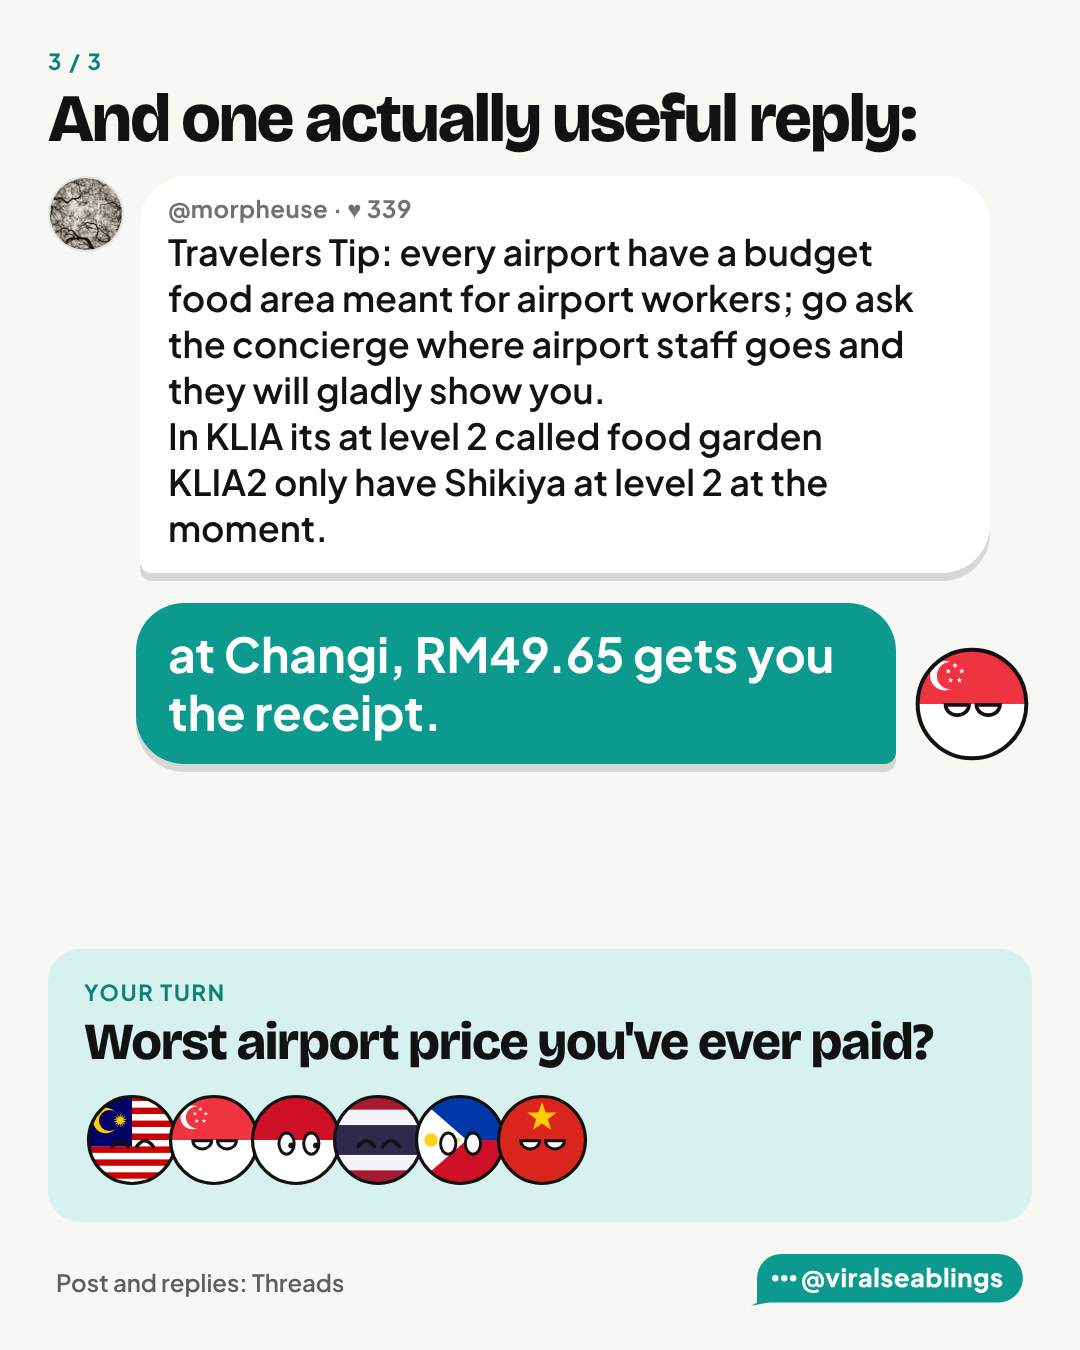 3 / 3
And one actually useful reply:
@morpheuse · ♥ 339
Travelers Tip: every airport have a budget
food area meant for airport workers; go ask
the concierge where airport staff goes and
they will gladly show you.
In KLIA its at level 2 called food garden
KLIA2 only have Shikiya at level 2 at the
moment.
at Changi, RM49.65 gets you
the receipt.
YOUR TURN
Worst airport price you've ever paid?
Post and replies: Threads
•••@viralseablings